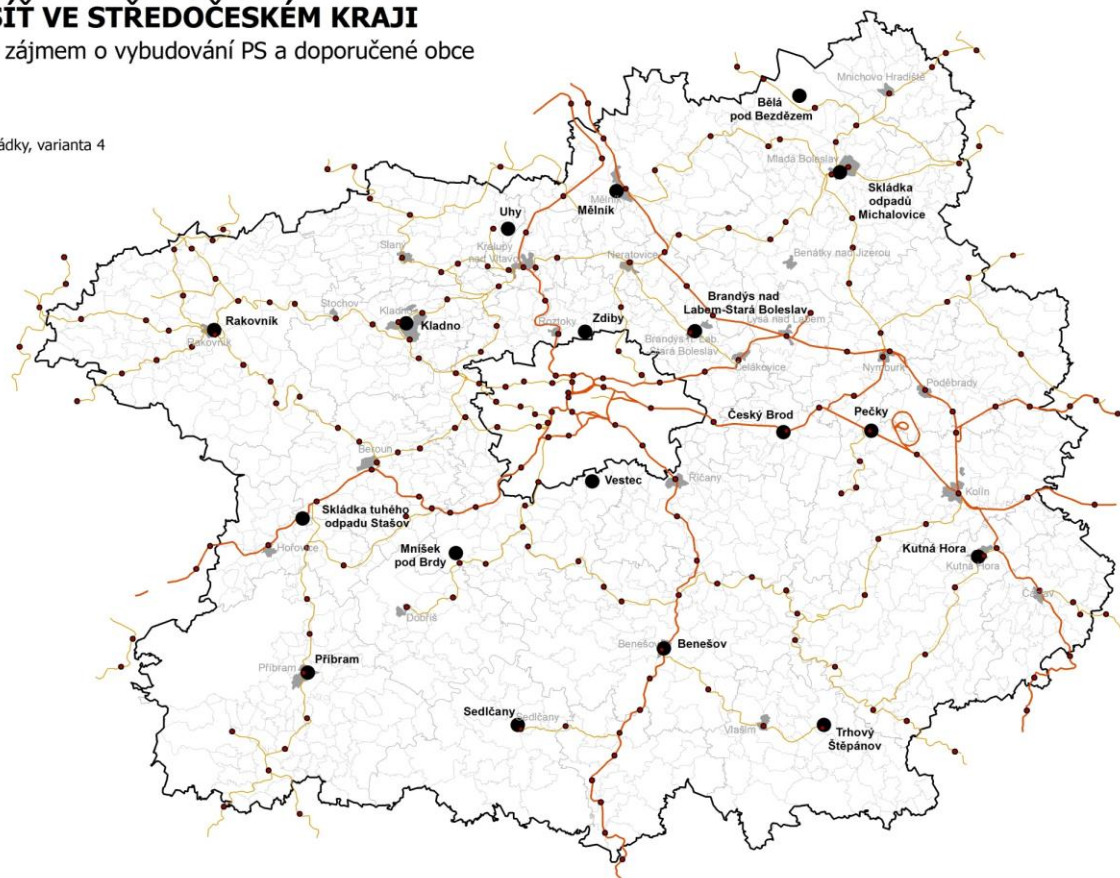 SÍŤ VE STŘEDOČESKÉM KRAJI
zájmem o vybudování PS a doporučené obce
ádky, varianta 4
Mnichovo Hradiště
Bělá
pod Bezdězem
Mladá Boleslav
Skládka
odpadů
Michalovice
Mělník
Mělník
Uhy
Slaný
Kralupy
nad Vltavou
Neratovice
Benátky nad Jizerou
Stochov
Kladno
Kladno
Rakovník
Rakovník
Roztoky
Zdiby
Brandýs nad
Labem-Stará Boleslav
Lysá nad Labem
Brandýs n. Lab.
Stará Boleslav
Čelákovice
Nymburk
Poděbrady
Český Brod
Pečky
Beroun
Vestec
Říčany
Kolín
Skládka tuhého
odpadu Stašov
Hořovice
Mníšek
pod Brdy
Kutná Hora
Kutná Hora
Čáslav
Dobříš
Benešov
Benešov
Příbram
Příbram
Sedlčany
Sedlčany
Vlašim
Trhový
Štěpánov